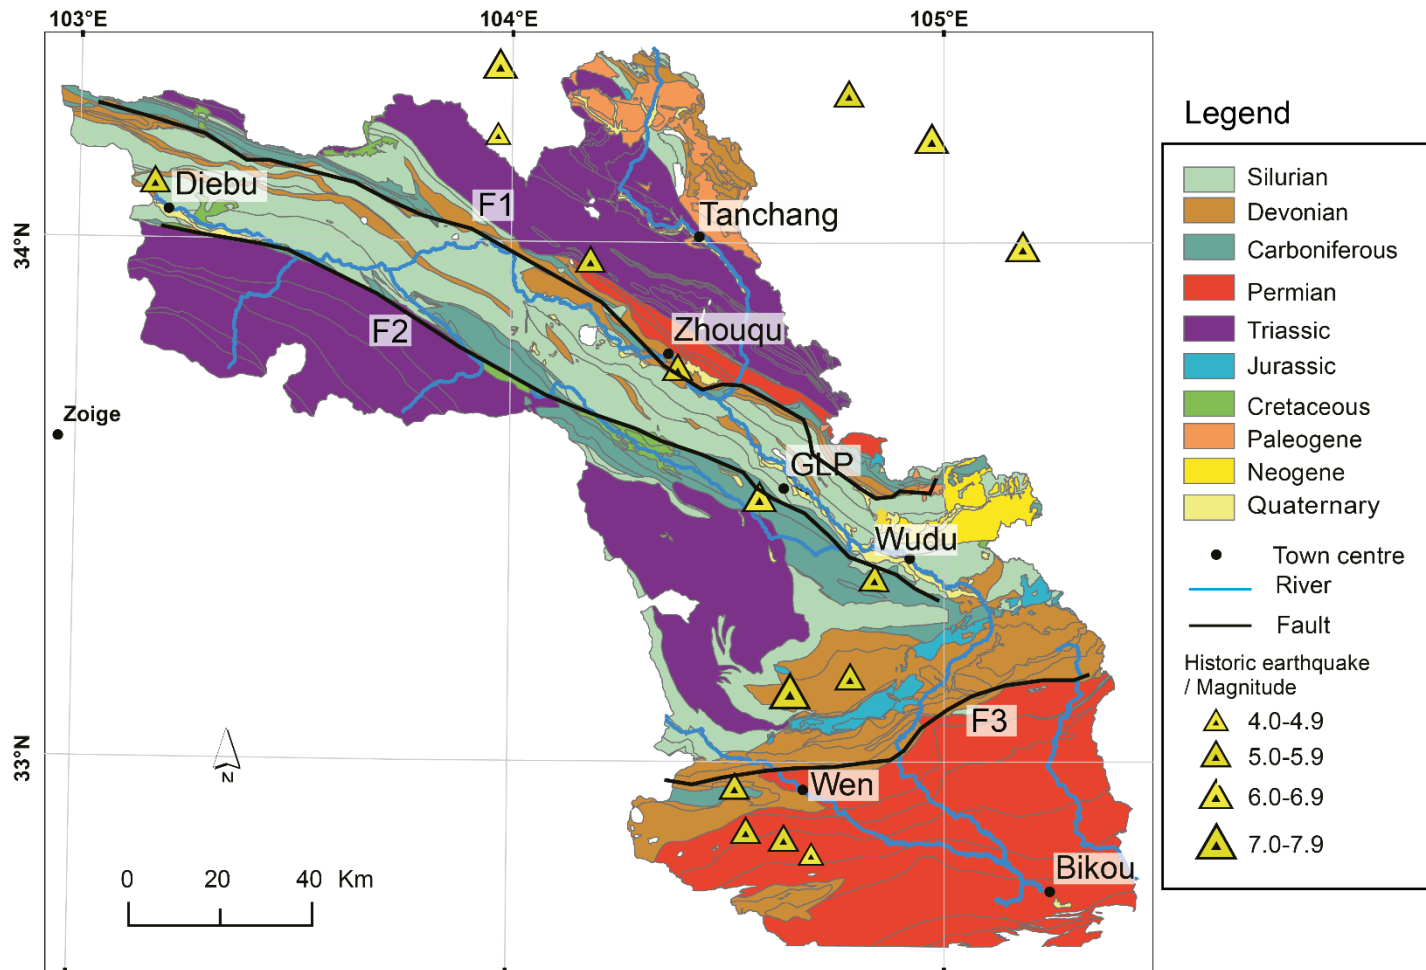 103°E
104°E
105°E
34°N
33°N
Diebu
F1
Tanchang
F2
Zhouqu
Zoige
GLP
Wudu
F3
Wen
Bikou
N
0 20 40 Km
Legend
Silurian
Devonian
Carboniferous
Permian
Triassic
Jurassic
Cretaceous
Paleogene
Neogene
Quaternary
Town centre
River
Fault
Historic earthquake
/ Magnitude
4.0-4.9
5.0-5.9
6.0-6.9
7.0-7.9